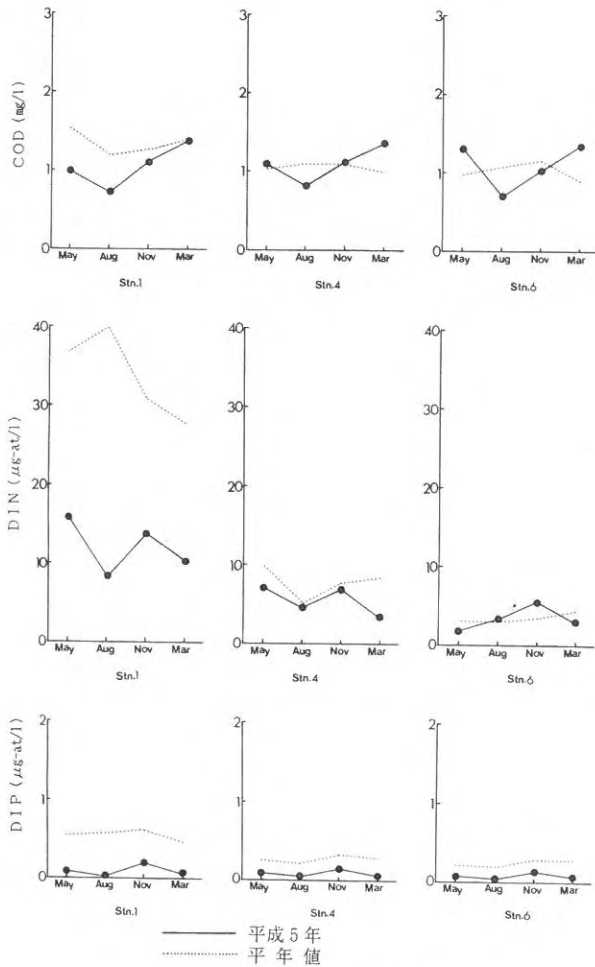 COD (mg/l)
3
2
1
0
May Aug Nov Mar
Stn.1
3
2
1
0
May Aug Nov Mar
Stn.4
3
2
1
0
May Aug Nov Mar
Stn.6
DIN (μg-at/l)
40
30
20
10
0
May Aug Nov Mar
Stn.1
40
30
20
10
0
May Aug Nov Mar
Stn.4
40
30
20
10
0
May Aug Nov Mar
Stn.6
DIP (μg-at/l)
2
1
0
May Aug Nov Mar
Stn.1
2
1
0
May Aug Nov Mar
Stn.4
2
1
0
May Aug Nov Mar
Stn.6
平成5年
平年値